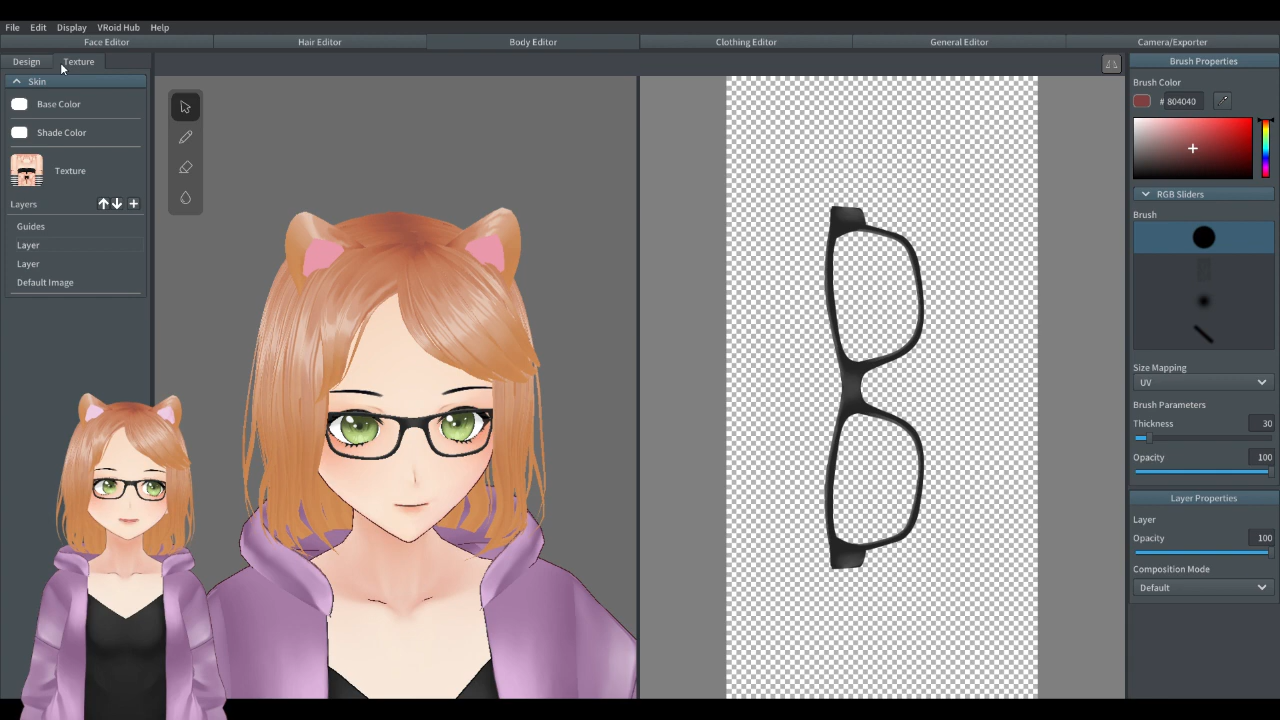 File Edit Display VRoid Hub Help
Face Editor Hair Editor Body Editor Clothing Editor General Editor Camera/Exporter
Design Texture
Skin
Base Color
Shade Color
Texture
Layers
Guides
Layer
Layer
Default Image
Brush Properties
Brush Color
# 804040
RGB Sliders
Brush
Size Mapping
UV
Brush Parameters
Thickness 30
Opacity 100
Layer Properties
Layer
Opacity 100
Composition Mode
Default